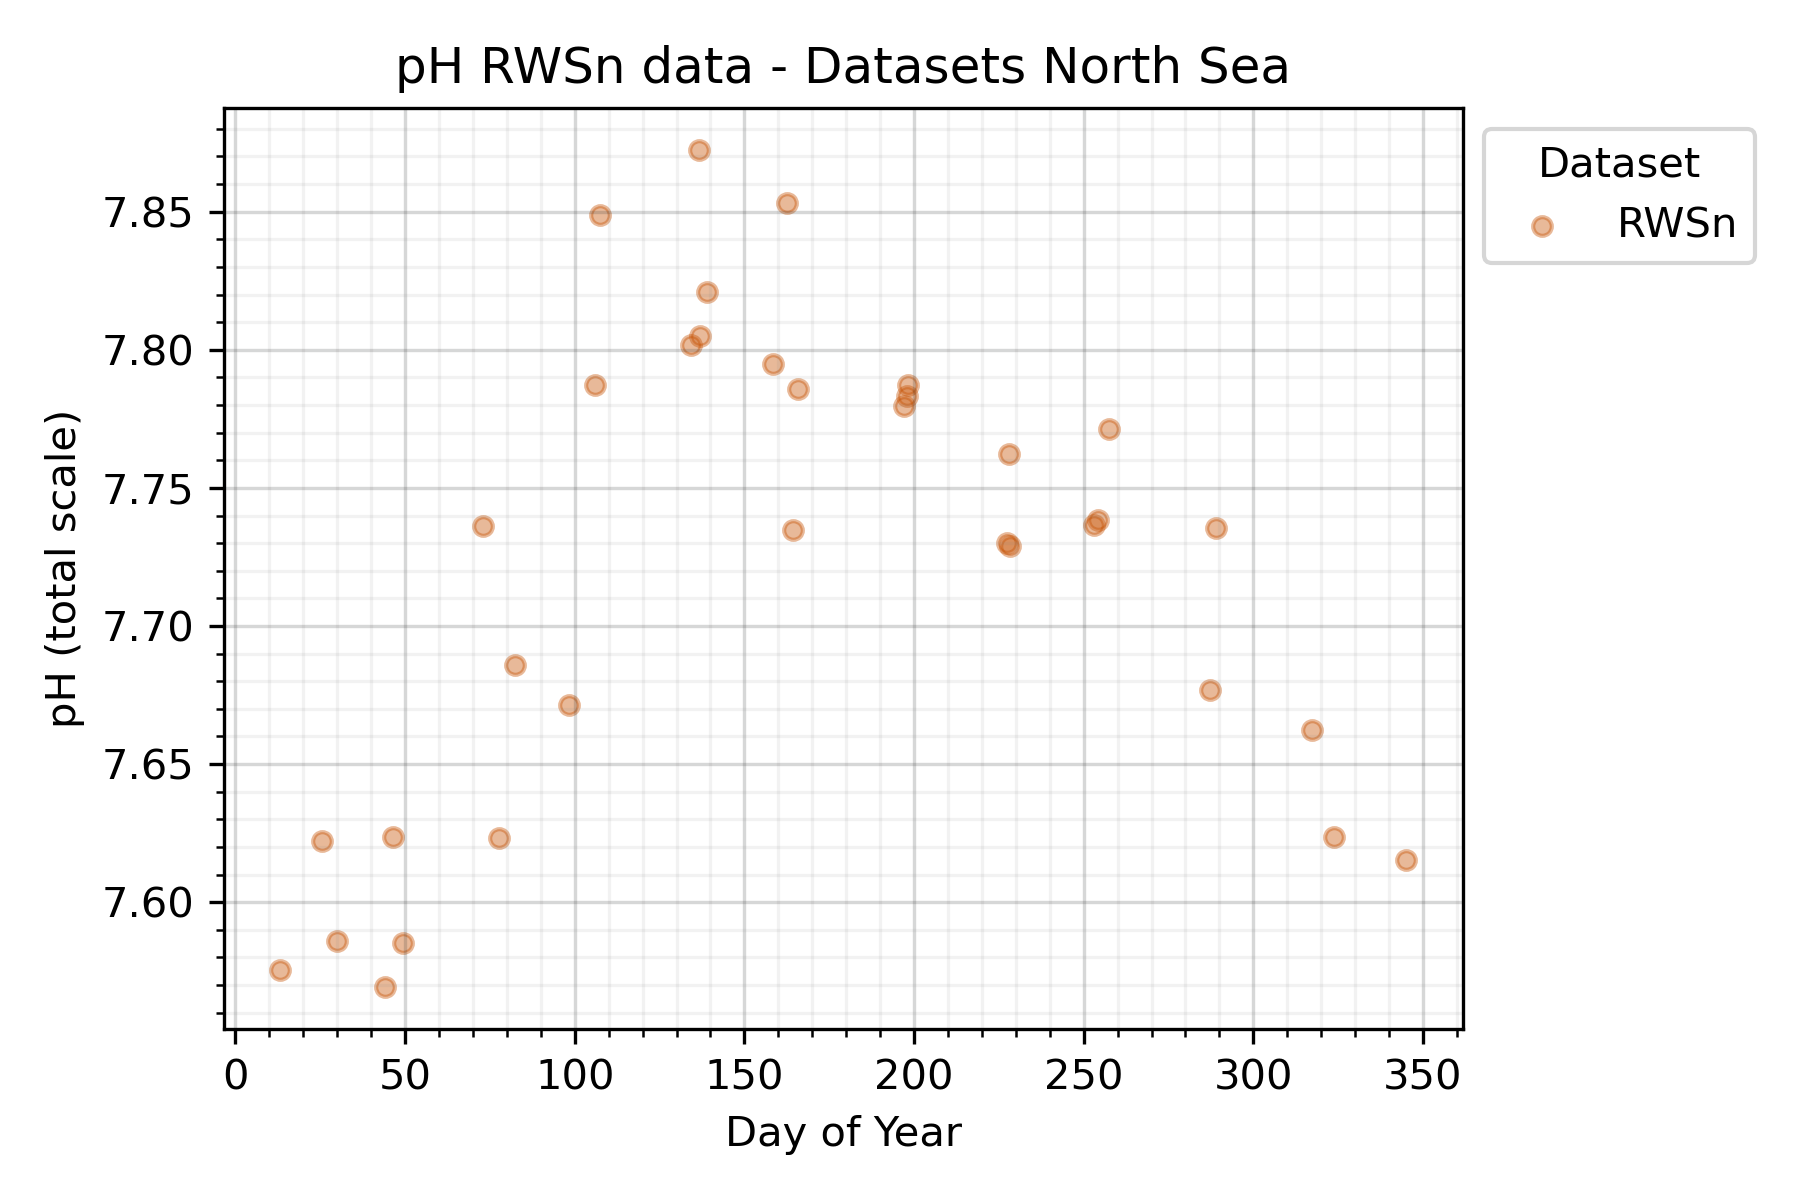 pH RWSn data - Datasets North Sea
Dataset
RWSn
pH (total scale)
7.85
7.80
7.75
7.70
7.65
7.60
0 50 100 150 200 250 300 350
Day of Year